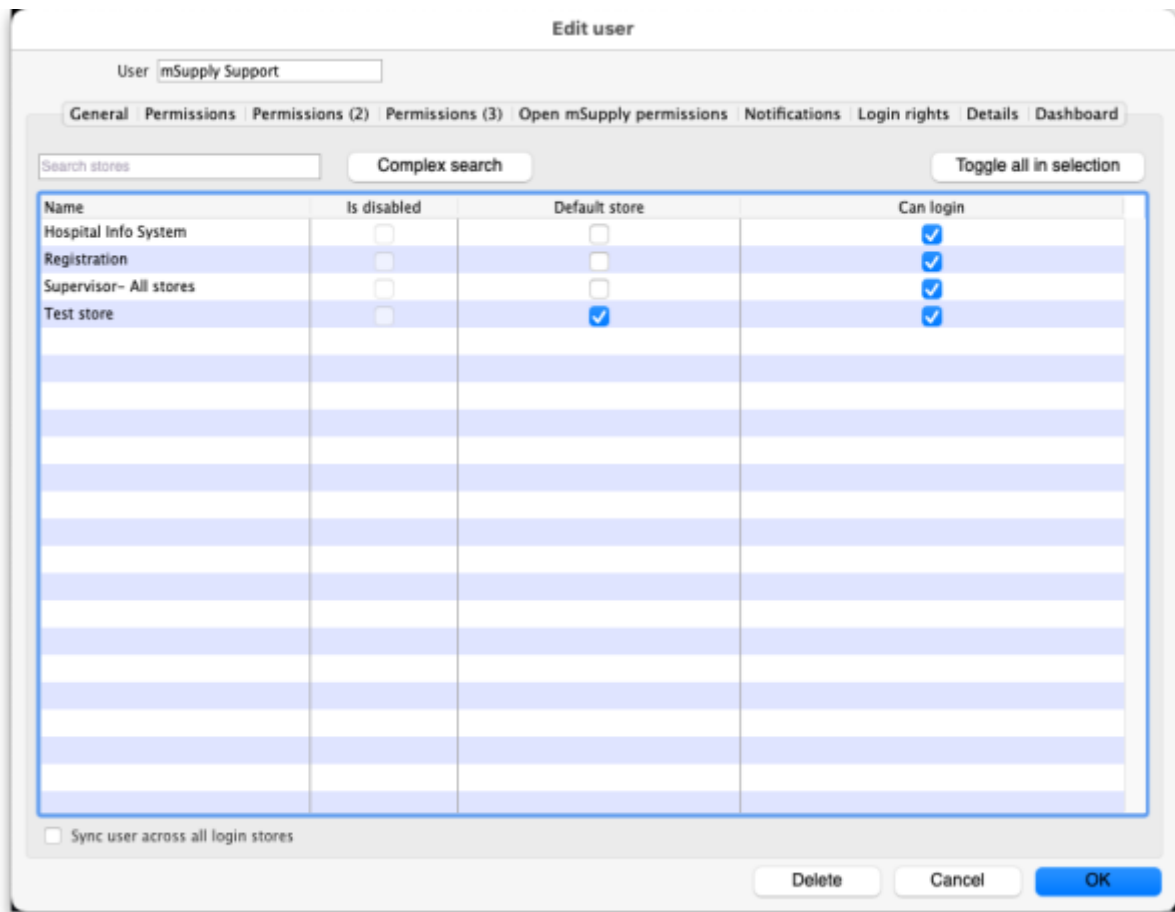 Edit user
User mSupply Support
General Permissions Permissions (2) Permissions (3) Open mSupply permissions Notifications Login rights Details Dashboard
Search stores Complex search Toggle all in selection
Name Is disabled Default store Can login
Hospital Info System
Registration
Supervisor- All stores
Test store
Sync user across all login stores
Delete Cancel OK